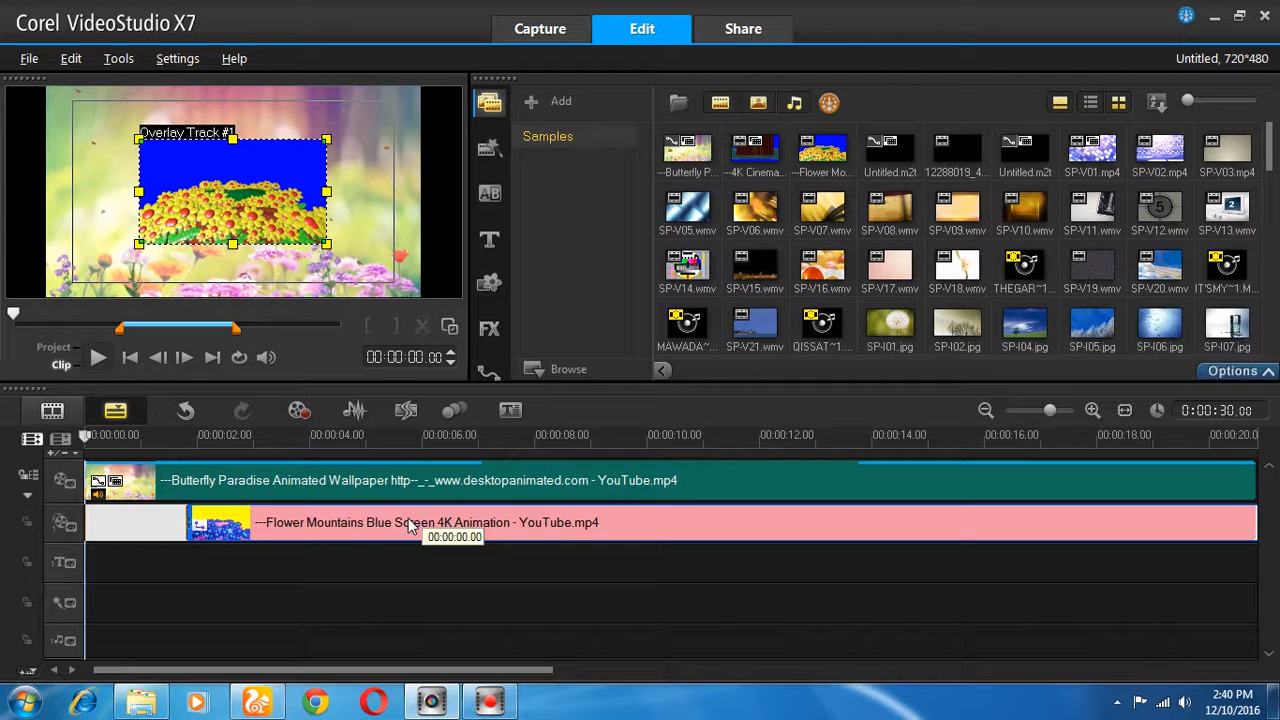 Corel VideoStudio X7
Capture
Edit
Share
File
Edit
Tools
Settings
Help
Untitled, 720*480
Overlay Track #1
Project
Clip
00:00:00.00
Add
Samples
Browse
---Butterfly P...
---4K Cinema...
---Flower Mo...
Untitled.m2t
12288019_4...
Untitled.m2t
SP-V01.mp4
SP-V02.mp4
SP-V03.mp4
SP-V05.wmv
SP-V06.wmv
SP-V07.wmv
SP-V08.wmv
SP-V09.wmv
SP-V10.wmv
SP-V11.wmv
SP-V12.wmv
SP-V13.wmv
SP-V14.wmv
SP-V15.wmv
SP-V16.wmv
SP-V17.wmv
SP-V18.wmv
THEGAR~1.M...
SP-V19.wmv
SP-V20.wmv
IT'SMY~1.M...
MAWADA~...
SP-V21.wmv
QISSAT~1....
SP-I01.jpg
SP-I02.jpg
SP-I04.jpg
SP-I05.jpg
SP-I06.jpg
SP-I07.jpg
Options
0:00:30.00
00:00:00.00
00:00:02.00
00:00:04.00
00:00:06.00
00:00:08.00
00:00:10.00
00:00:12.00
00:00:14.00
00:00:16.00
00:00:18.00
00:00:20.0
---Butterfly Paradise Animated Wallpaper http--_-_www.desktopanimated.com - YouTube.mp4
---Flower Mountains Blue Screen 4K Animation - YouTube.mp4
00:00:00.00
2:40 PM
12/10/2016